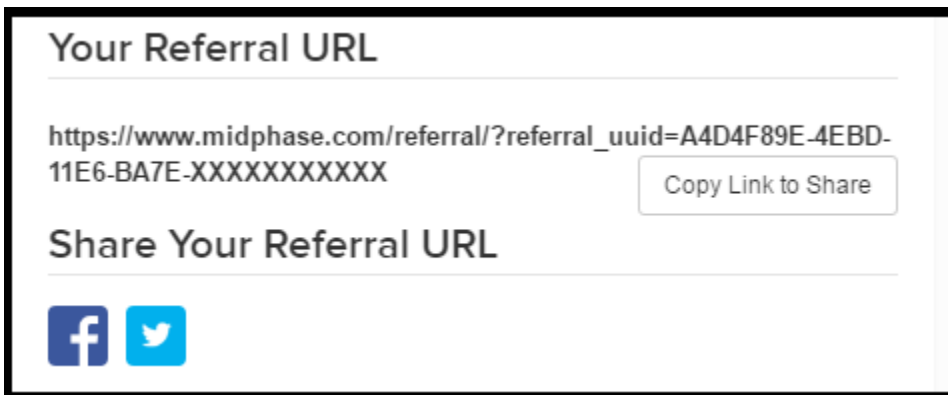 Your Referral URL
https://www.midphase.com/referral/?referral_uuid=A4D4F89E-4EBD-
11E6-BA7E-XXXXXXXXXXX
Copy Link to Share
Share Your Referral URL